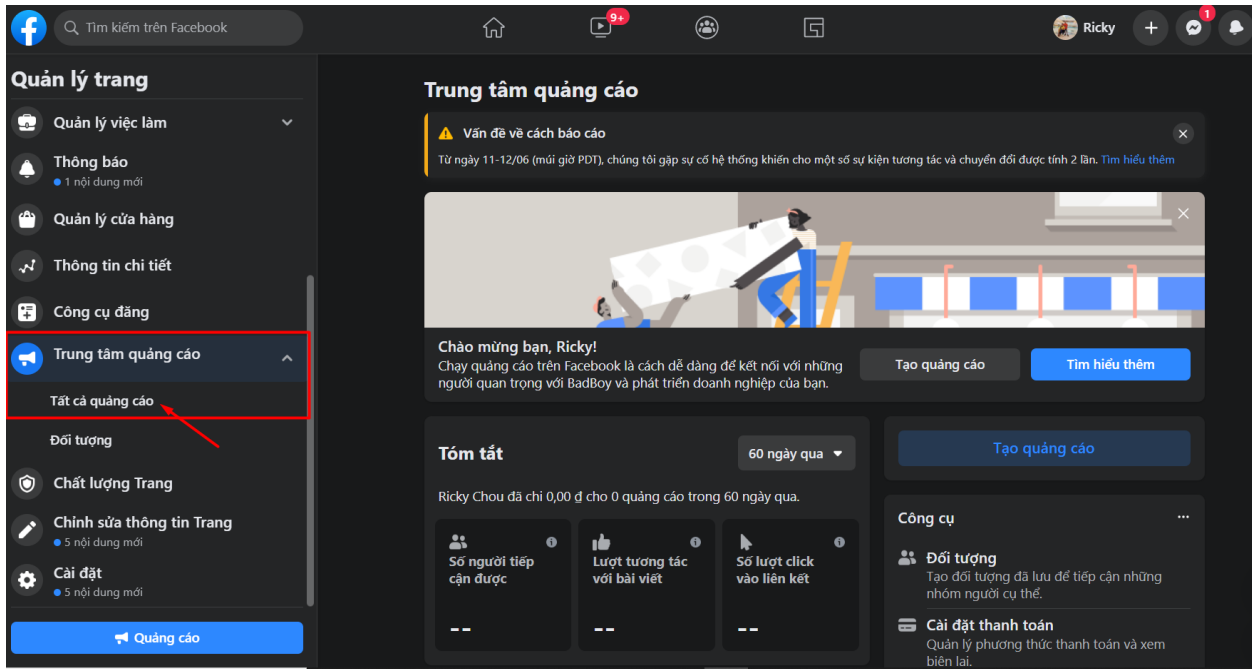 Tìm kiếm trên Facebook
9+
Ricky
1
Quản lý trang
Quản lý việc làm
Thông báo
1 nội dung mới
Quản lý cửa hàng
Thông tin chi tiết
Công cụ đăng
Trung tâm quảng cáo
Tất cả quảng cáo
Đối tượng
Chất lượng Trang
Chỉnh sửa thông tin Trang
5 nội dung mới
Cài đặt
5 nội dung mới
Quảng cáo
Trung tâm quảng cáo
Vấn đề về cách báo cáo
Từ ngày 11-12/06 (múi giờ PDT), chúng tôi gặp sự cố hệ thống khiến cho một số sự kiện tương tác và chuyển đổi được tính 2 lần. Tìm hiểu thêm
Chào mừng bạn, Ricky!
Chạy quảng cáo trên Facebook là cách dễ dàng để kết nối với những
người quan trọng với BadBoy và phát triển doanh nghiệp của bạn.
Tạo quảng cáo
Tìm hiểu thêm
Tóm tắt
60 ngày qua
Ricky Chou đã chi 0,00 ₫ cho 0 quảng cáo trong 60 ngày qua.
Số người tiếp
cận được
--
Lượt tương tác
với bài viết
--
Số lượt click
vào liên kết
--
Tạo quảng cáo
Công cụ
Đối tượng
Tạo đối tượng đã lưu để tiếp cận những
nhóm người cụ thể.
Cài đặt thanh toán
Quản lý phương thức thanh toán và xem
biên lai.